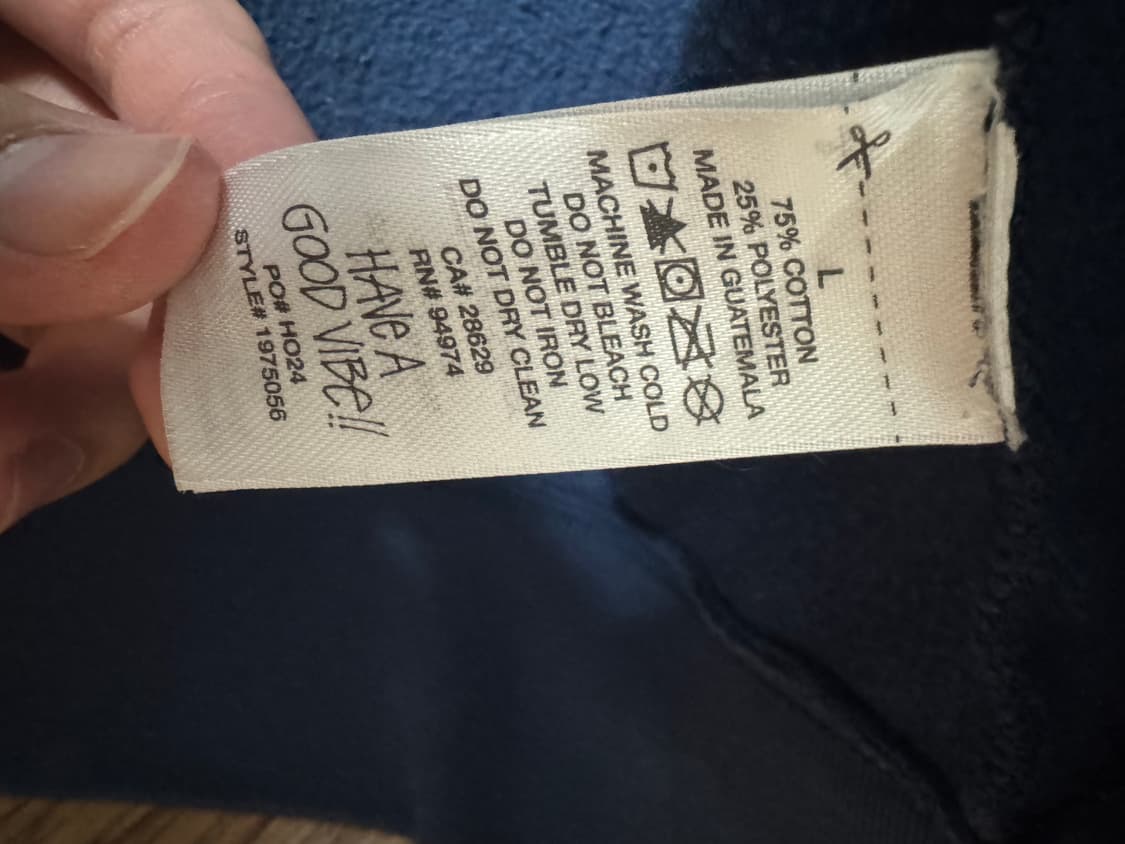 L
75% COTTON
25% POLYESTER
MADE IN GUATEMALA
MACHINE WASH COLD
DO NOT BLEACH
TUMBLE DRY LOW
DO NOT IRON
DO NOT DRY CLEAN
CA# 28629
RN# 94974
HAVE A
GOOD VIBE!!
PO# HO24
STYLE# 1975056